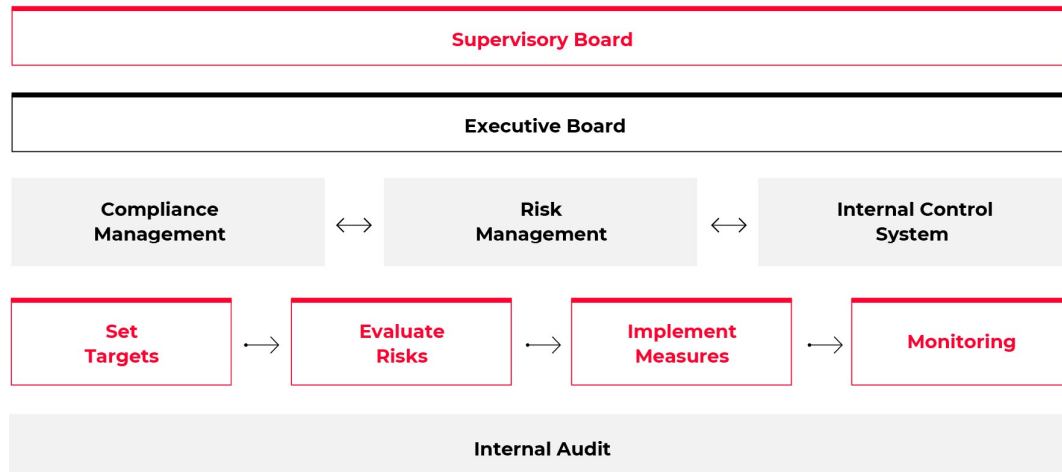 Supervisory Board
Executive Board
Compliance
Management
Risk
Management
Internal Control
System
Set
Targets
Evaluate
Risks
Implement
Measures
Monitoring
Internal Audit